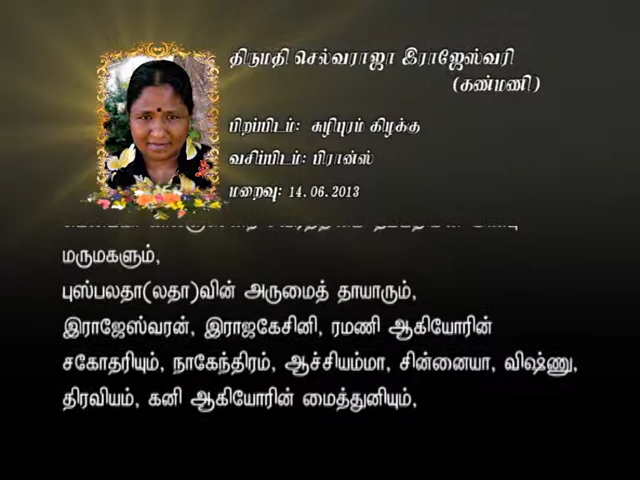 திருமதி செல்வராஜா இராஜேஸ்வரி
(கண்மணி)
பிறப்பிடம்: சுழிபுரம் கிழக்கு
வசிப்பிடம்: பிரான்ஸ்
மறைவு: 14.06.2013
மருமகளும்,
புஸ்பலதா(லதா)வின் அருமைத் தாயாரும்,
இராஜேஸ்வரன், இராஜகேசினி, ரமணி ஆகியோரின்
சகோதரியும், நாகேந்திரம், ஆச்சியம்மா, சின்னையா, விஷ்ணு,
திரவியம், கனி ஆகியோரின் மைத்துனியும்,